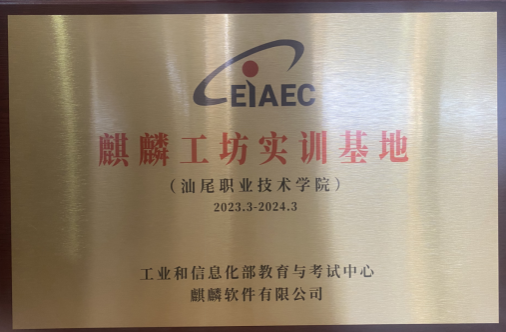 EIAEC
麒麟工坊实训基地
（汕尾职业技术学院）
2023.3-2024.3
工业和信息化部教育与考试中心
麒麟软件有限公司